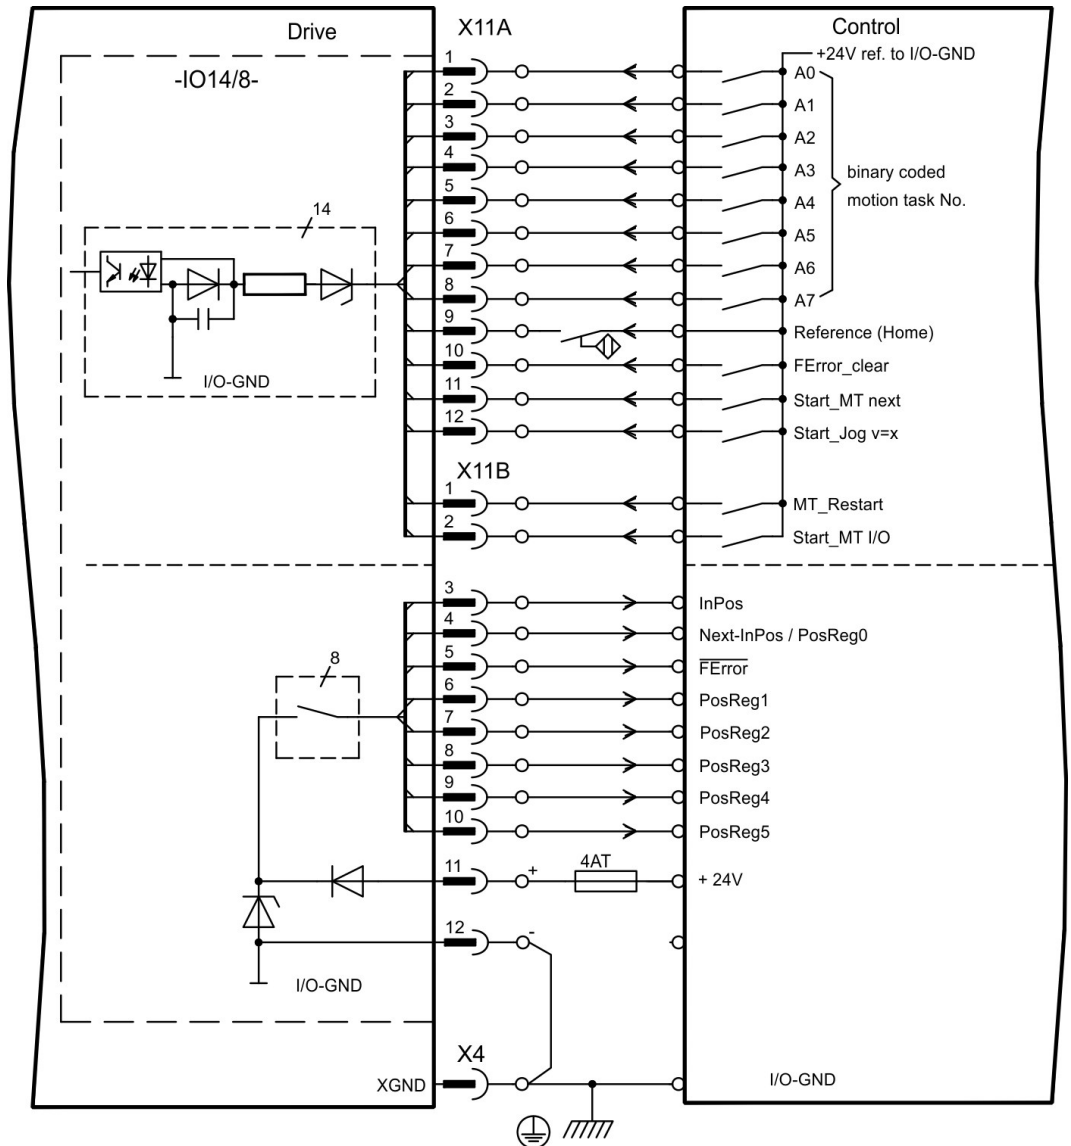 Drive
X11A
Control
-IO14/8-
+24V ref. to I/O-GND
1
A0
2
A1
3
A2
4
A3
binary coded
5
A4
motion task No.
6
A5
14
7
A6
8
A7
9
Reference (Home)
10
FError_clear
I/O-GND
11
Start_MT next
12
Start_Jog v=x
X11B
1
MT_Restart
2
Start_MT I/O
3
InPos
4
Next-InPos / PosReg0
5
FError
8
6
PosReg1
7
PosReg2
8
PosReg3
9
PosReg4
10
PosReg5
11
+
4AT
+ 24V
12
-
I/O-GND
X4
XGND
I/O-GND